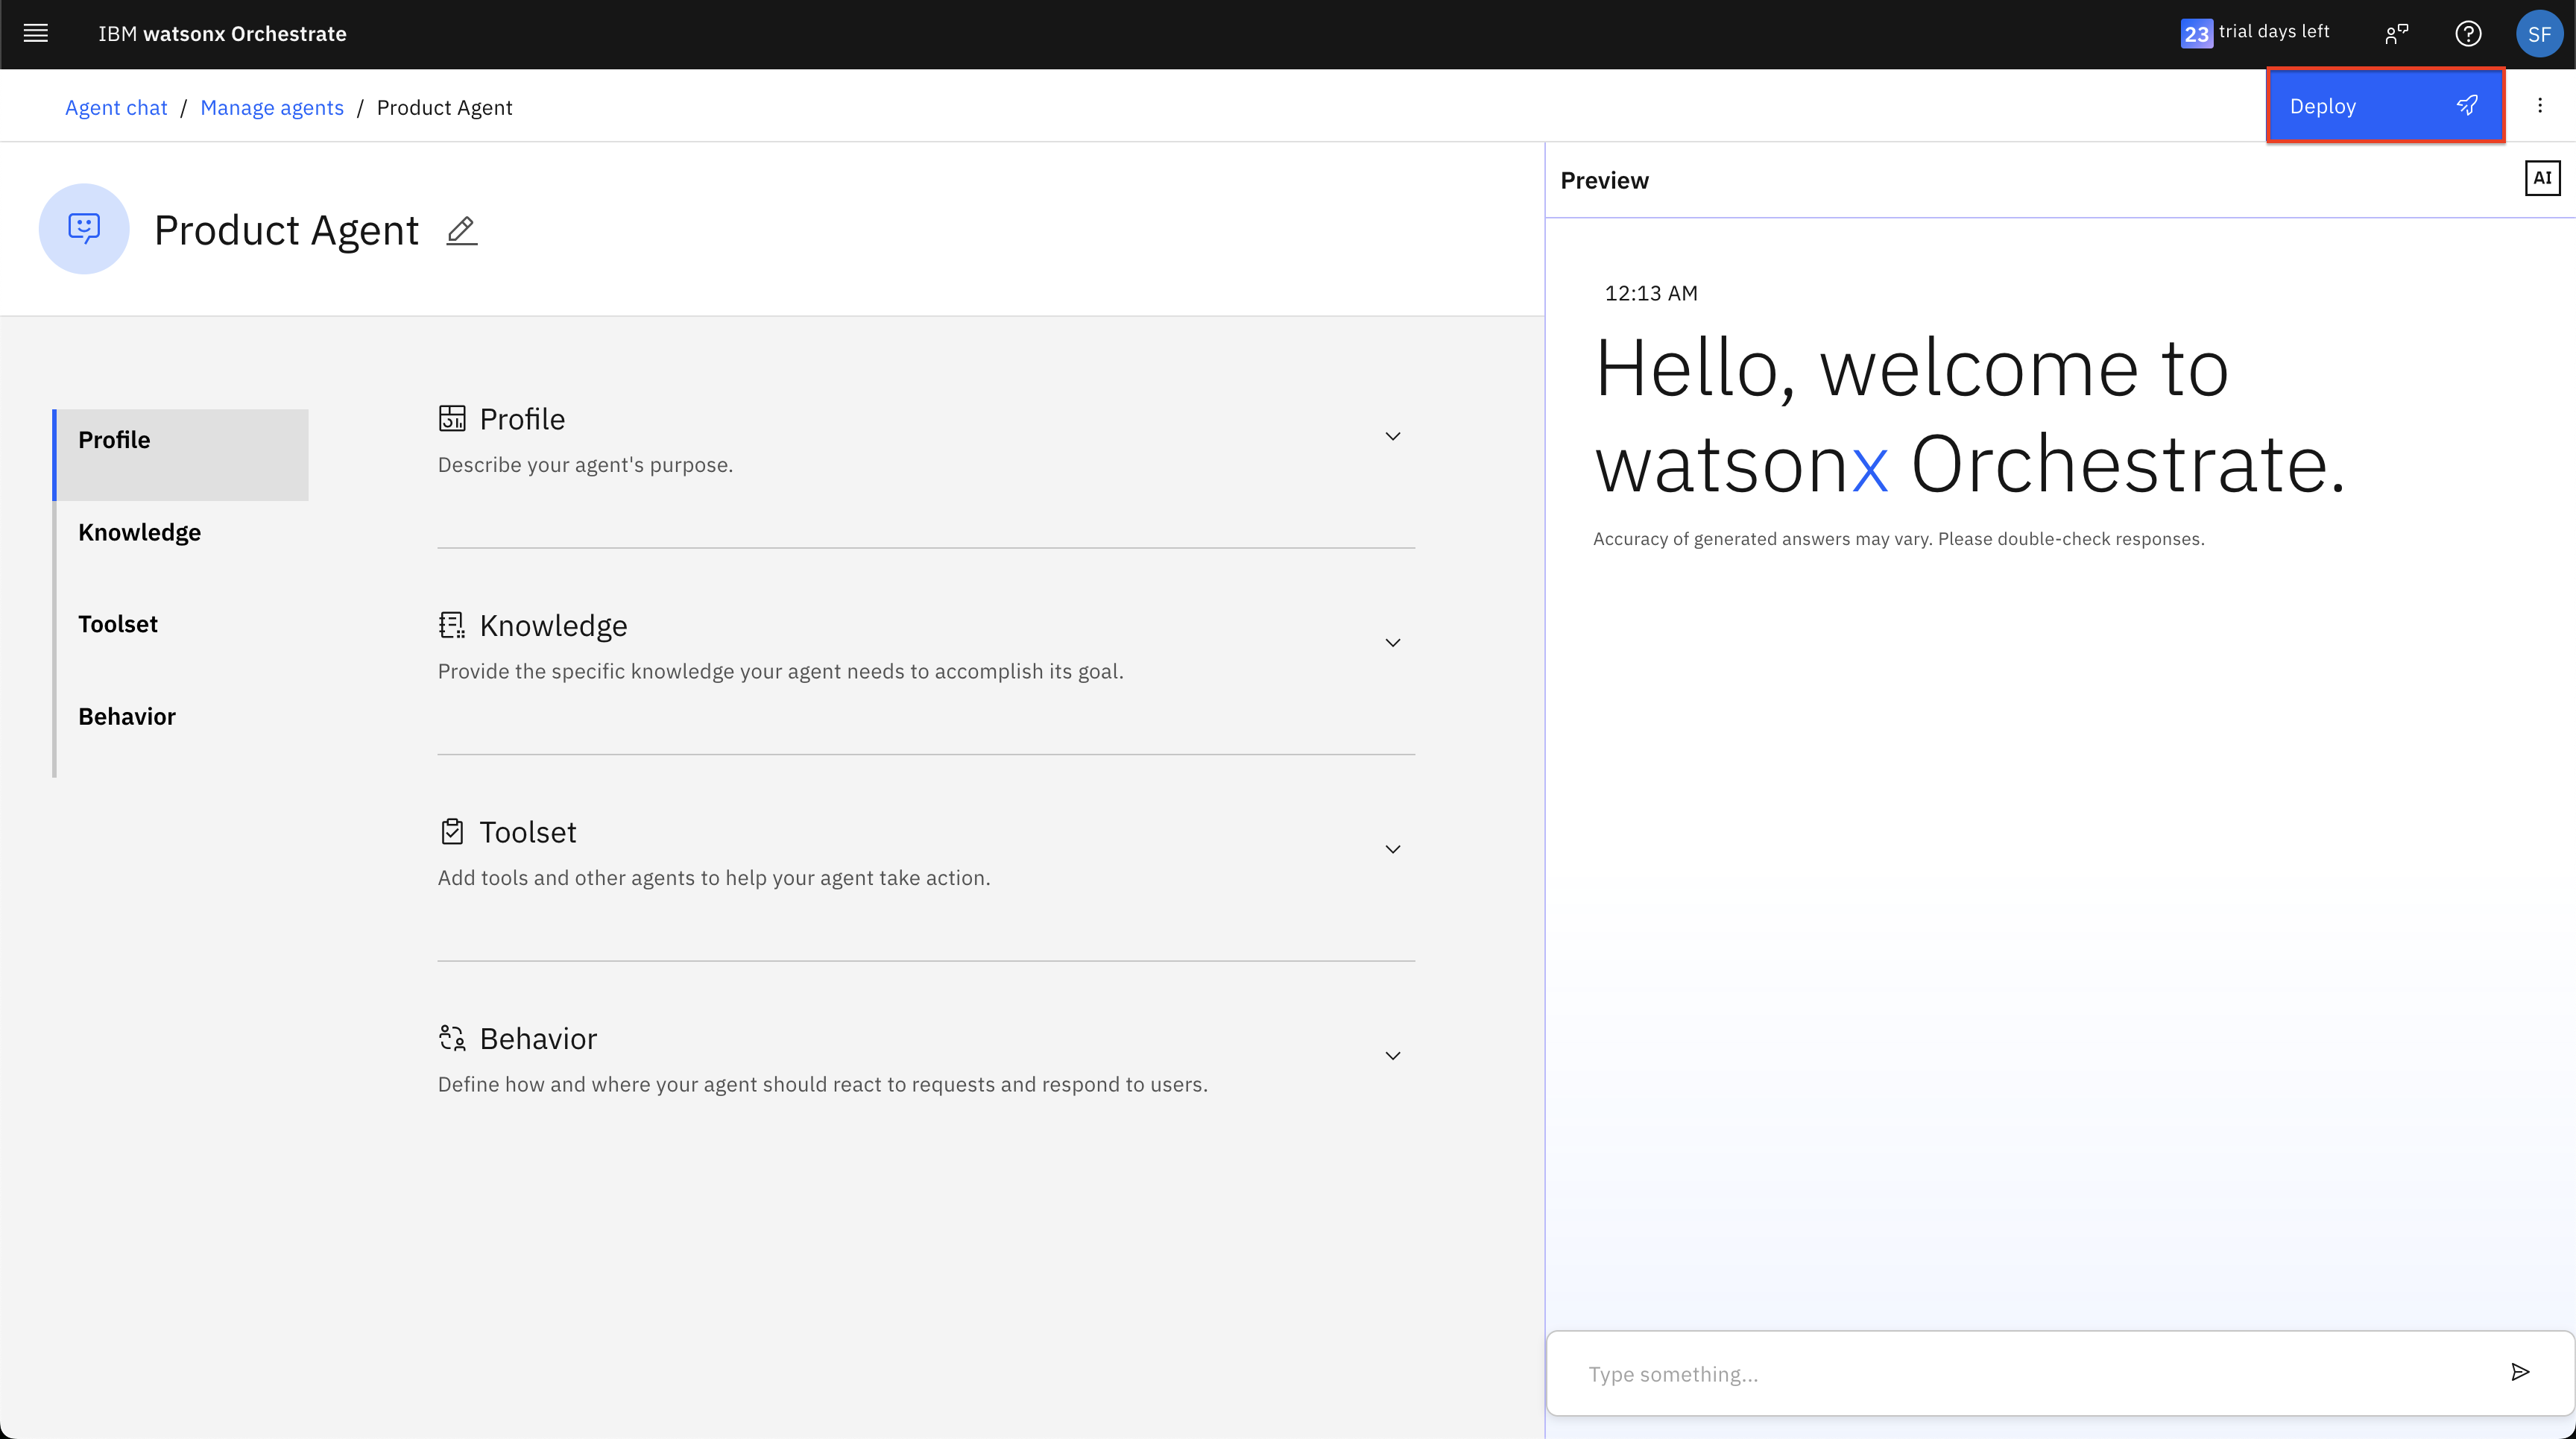 IBM watsonx Orchestrate
23 trial days left
SF
Agent chat / Manage agents / Product Agent
Deploy
Product Agent
Profile
Knowledge
Toolset
Behavior
Profile
Describe your agent's purpose.
Knowledge
Provide the specific knowledge your agent needs to accomplish its goal.
Toolset
Add tools and other agents to help your agent take action.
Behavior
Define how and where your agent should react to requests and respond to users.
Preview
AI
12:13 AM
Hello, welcome to
watsonx Orchestrate.
Accuracy of generated answers may vary. Please double-check responses.
Type something...